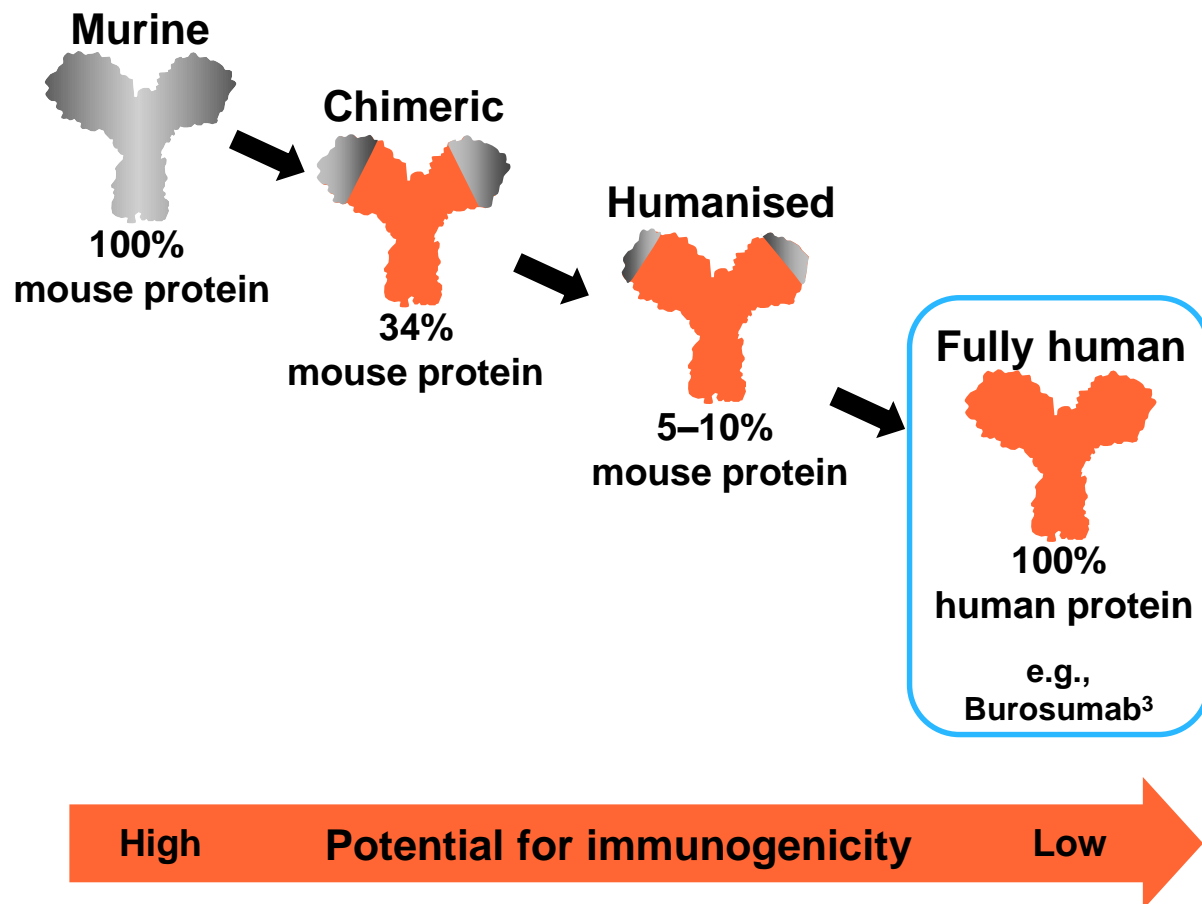 Murine
100%
mouse protein
Chimeric
34%
mouse protein
Humanised
5–10%
mouse protein
Fully human
100%
human protein
e.g.,
Burosumab³
High
Potential for immunogenicity
Low